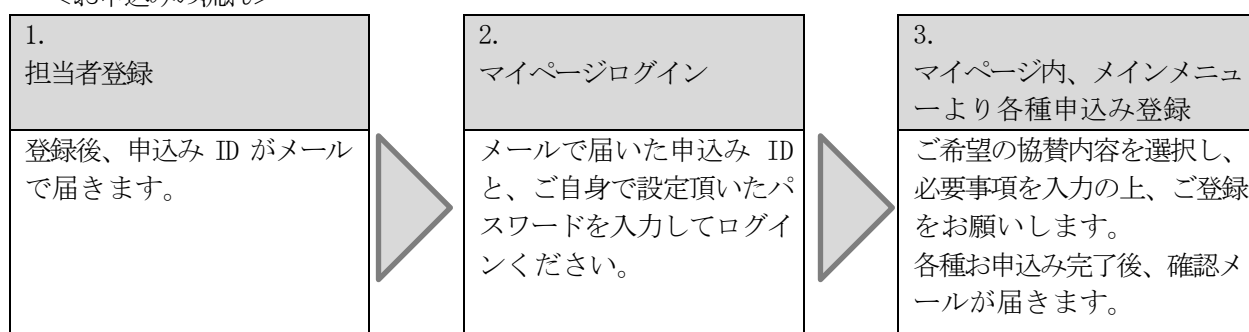 <お申込みの流れ>
1.
担当者登録
登録後、申込み ID がメール
で届きます。
2.
マイページログイン
メールで届いた申込み ID
と、ご自身で設定頂いたパ
スワードを入力してログイ
ンください。
3.
マイページ内、メインメニュ
ーより各種申込み登録
ご希望の協賛内容を選択し、
必要事項を入力の上、ご登録
をお願いします。
各種お申込み完了後、確認メ
ールが届きます。